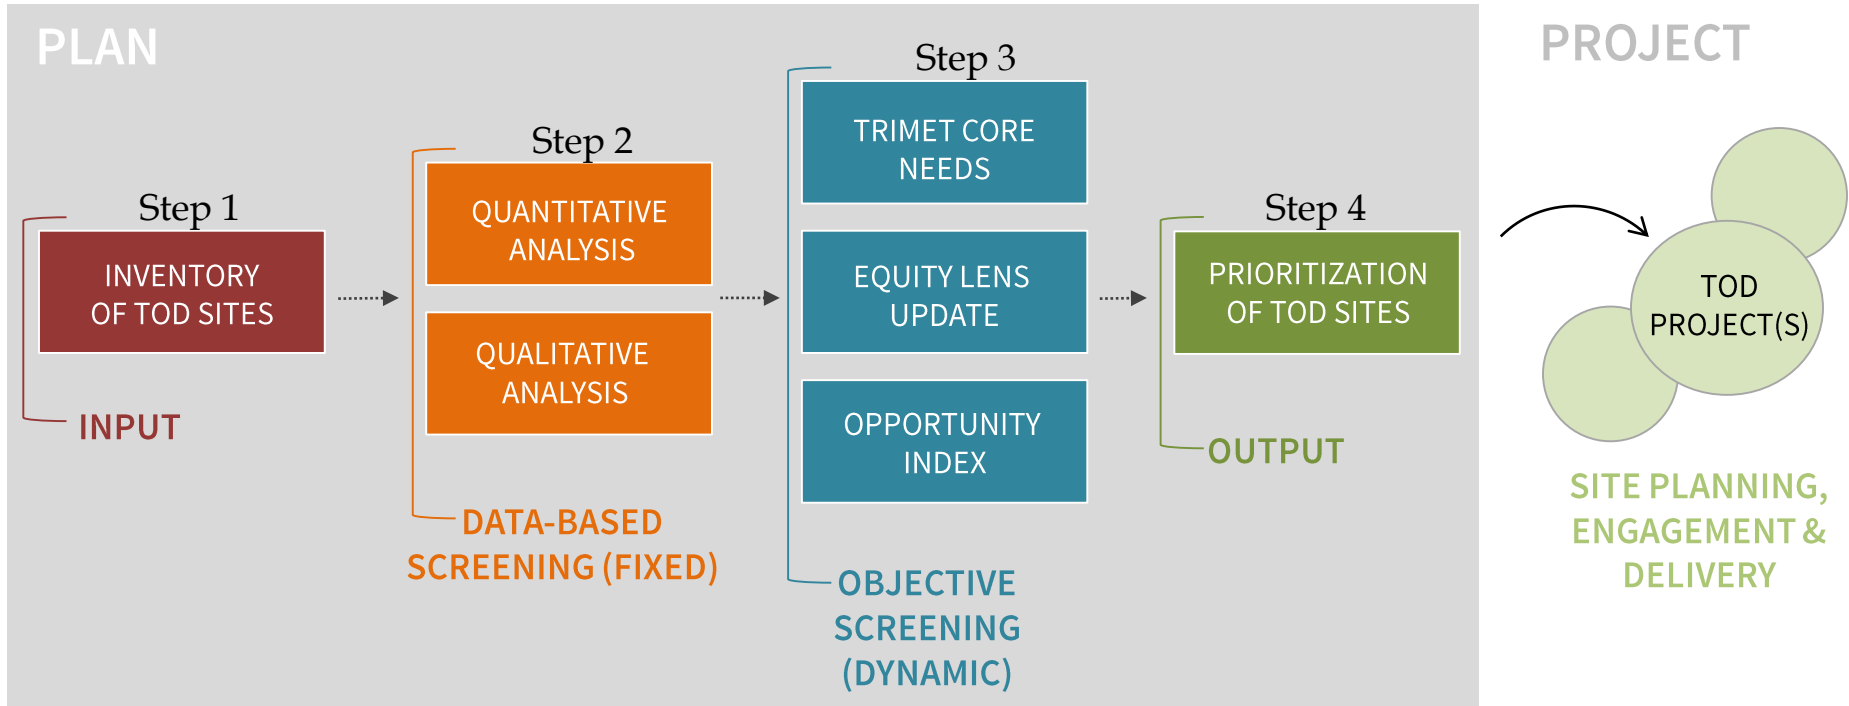 PLAN
Step 1
INVENTORY
OF TOD SITES
INPUT
Step 2
QUANTITATIVE
ANALYSIS
QUALITATIVE
ANALYSIS
DATA-BASED
SCREENING (FIXED)
Step 3
TRIMET CORE
NEEDS
EQUITY LENS
UPDATE
OPPORTUNITY
INDEX
OBJECTIVE
SCREENING
(DYNAMIC)
Step 4
PRIORITIZATION
OF TOD SITES
OUTPUT
PROJECT
TOD
PROJECT(S)
SITE PLANNING,
ENGAGEMENT &
DELIVERY